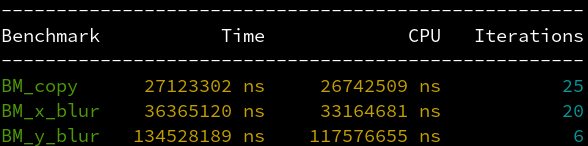 ----------------------------------------------------
Benchmark Time CPU Iterations
----------------------------------------------------
BM_copy 27123302 ns 26742509 ns 25
BM_x_blur 36365120 ns 33164681 ns 20
BM_y_blur 134528189 ns 117576655 ns 6